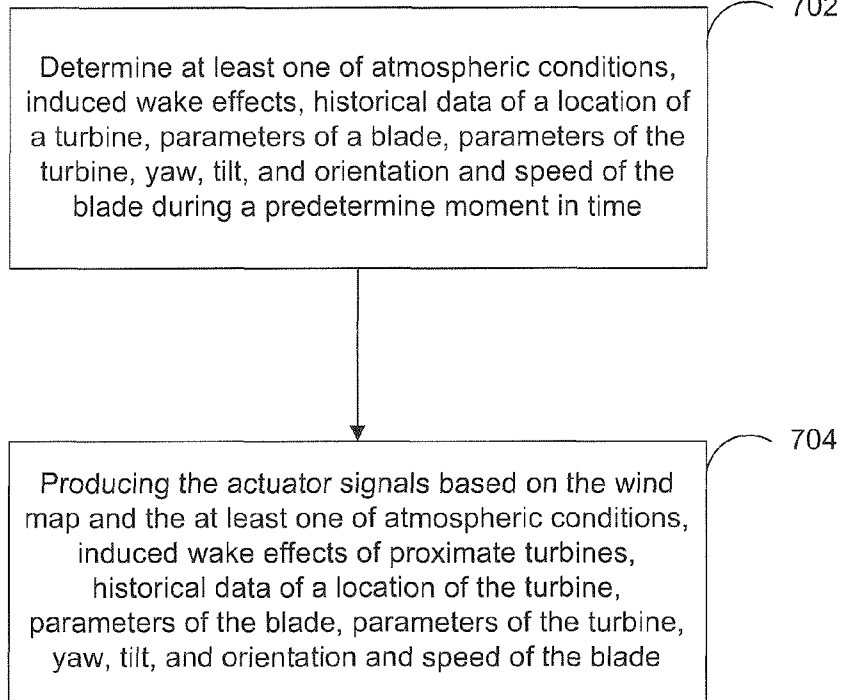 702
Determine at least one of atmospheric conditions,
induced wake effects, historical data of a location of
a turbine, parameters of a blade, parameters of the
turbine, yaw, tilt, and orientation and speed of the
blade during a predetermine moment in time
704
Producing the actuator signals based on the wind
map and the at least one of atmospheric conditions,
induced wake effects of proximate turbines,
historical data of a location of the turbine,
parameters of the blade, parameters of the turbine,
yaw, tilt, and orientation and speed of the blade